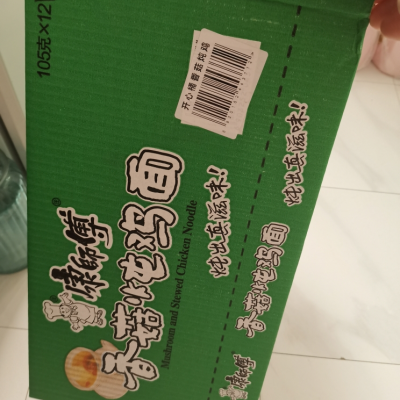 105克×12
开心桶香菇炖鸡
康师傅®
香菇炖鸡面
Mushroom and Stewed Chicken Noodle
炖出真滋味!
炖出真滋味!
香菇炖鸡面
康师傅